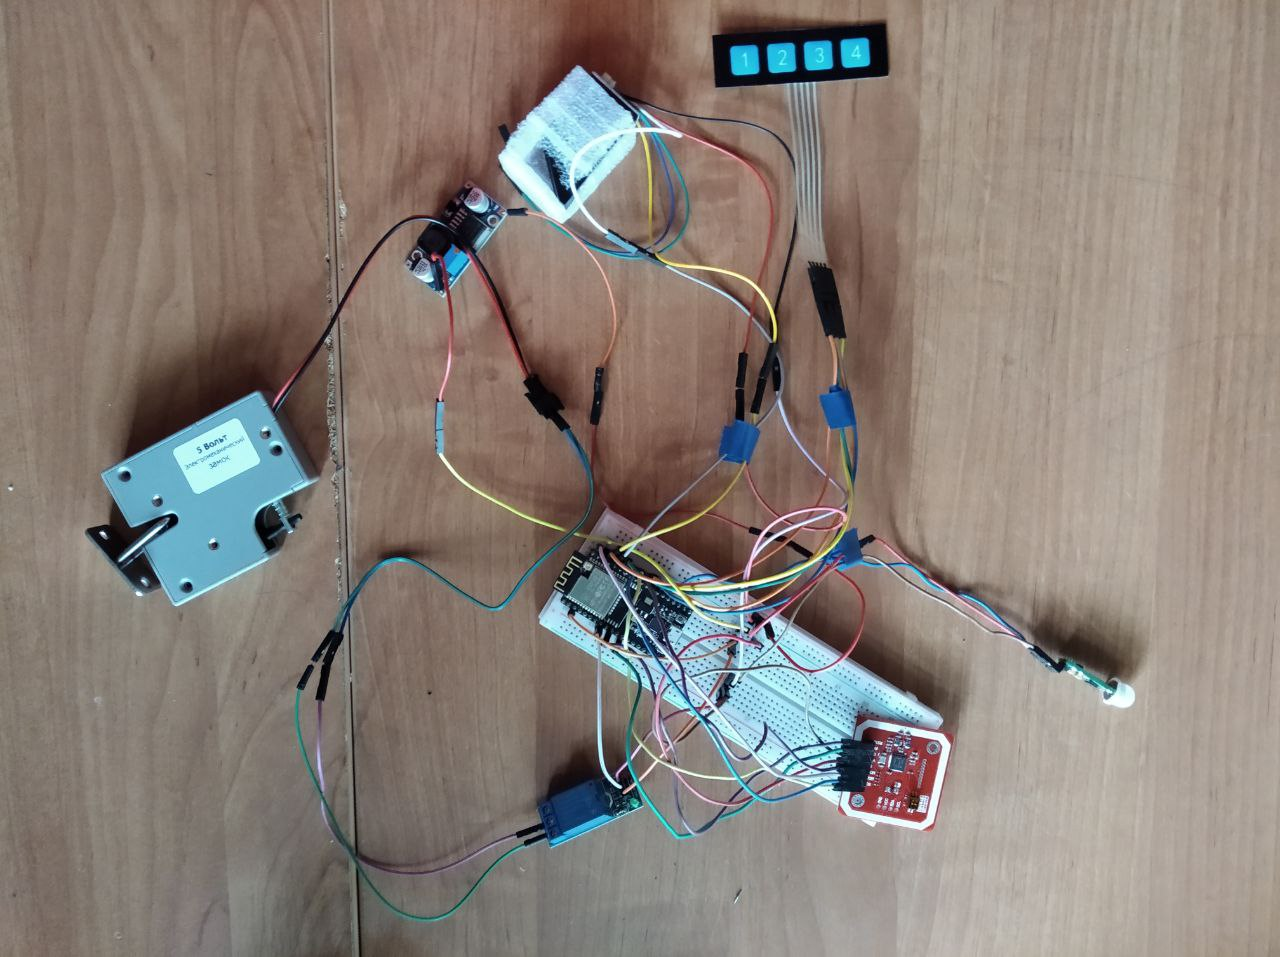 1 2 3 4
5 Вольт
Электромеханический
замок